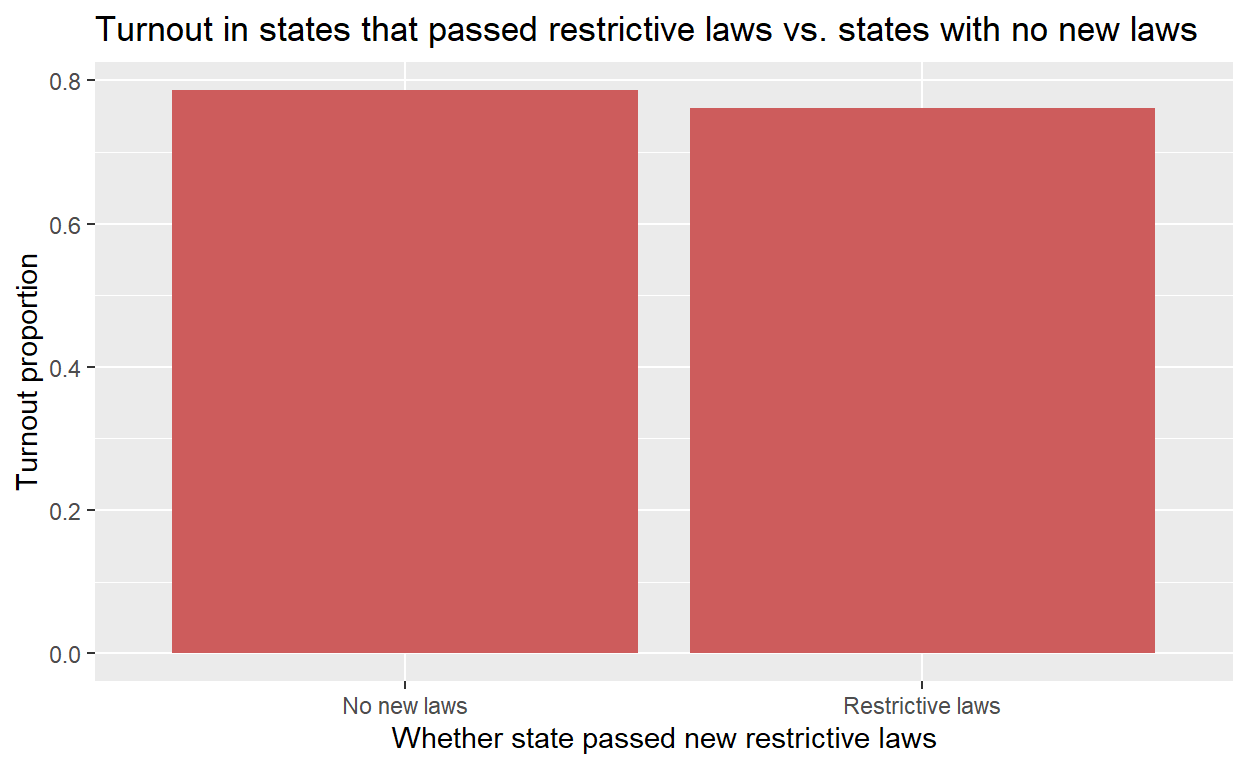 Turnout in states that passed restrictive laws vs. states with no new laws
Turnout proportion
0.8
0.6
0.4
0.2
0.0
No new laws
Restrictive laws
Whether state passed new restrictive laws